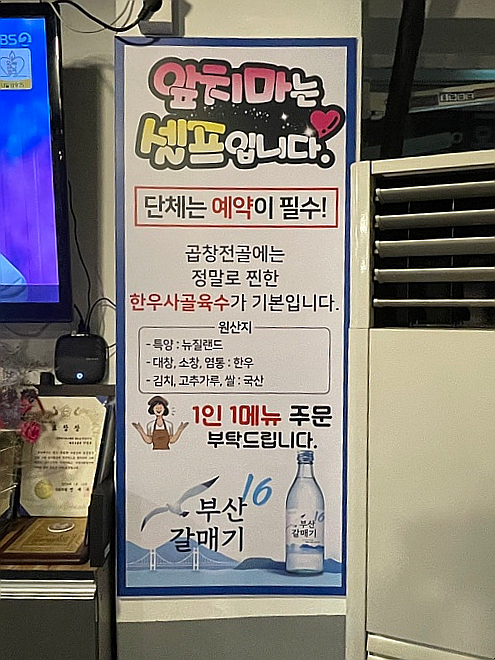 앞치마는
셀프입니다.
단체는 예약이 필수!
곱창전골에는
정말로 찐한
한우사골육수가 기본입니다.
원산지
- 특양 : 뉴질랜드
- 대창, 소창, 염통 : 한우
- 김치, 고추가루, 쌀 : 국산
1인 1메뉴 주문
부탁드립니다.
부산 16
갈매기
16
부산
갈매기
BS
표창장